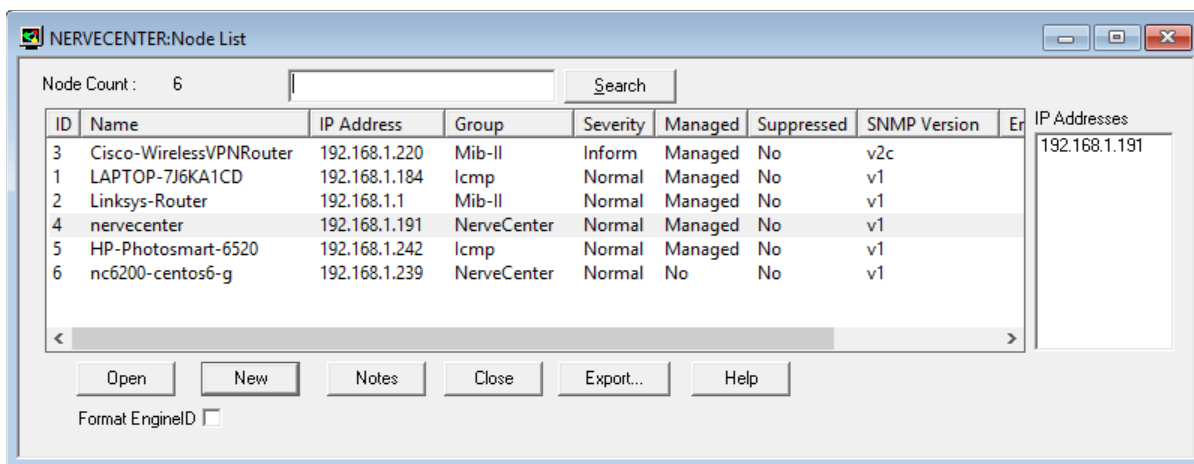 NERVECENTER:Node List
Node Count : 6 Search
ID Name IP Address Group Severity Managed Suppressed SNMP Version Er IP Addresses
3 Cisco-WirelessVPNRouter 192.168.1.220 Mib-II Inform Managed No v2c 192.168.1.191
1 LAPTOP-7J6KA1CD 192.168.1.184 Icmp Normal Managed No v1
2 Linksys-Router 192.168.1.1 Mib-II Normal Managed No v1
4 nervecenter 192.168.1.191 NerveCenter Normal Managed No v1
5 HP-Photosmart-6520 192.168.1.242 Icmp Normal Managed No v1
6 nc6200-centos6-g 192.168.1.239 NerveCenter Normal No No v1
Open New Notes Close Export... Help
Format EngineID